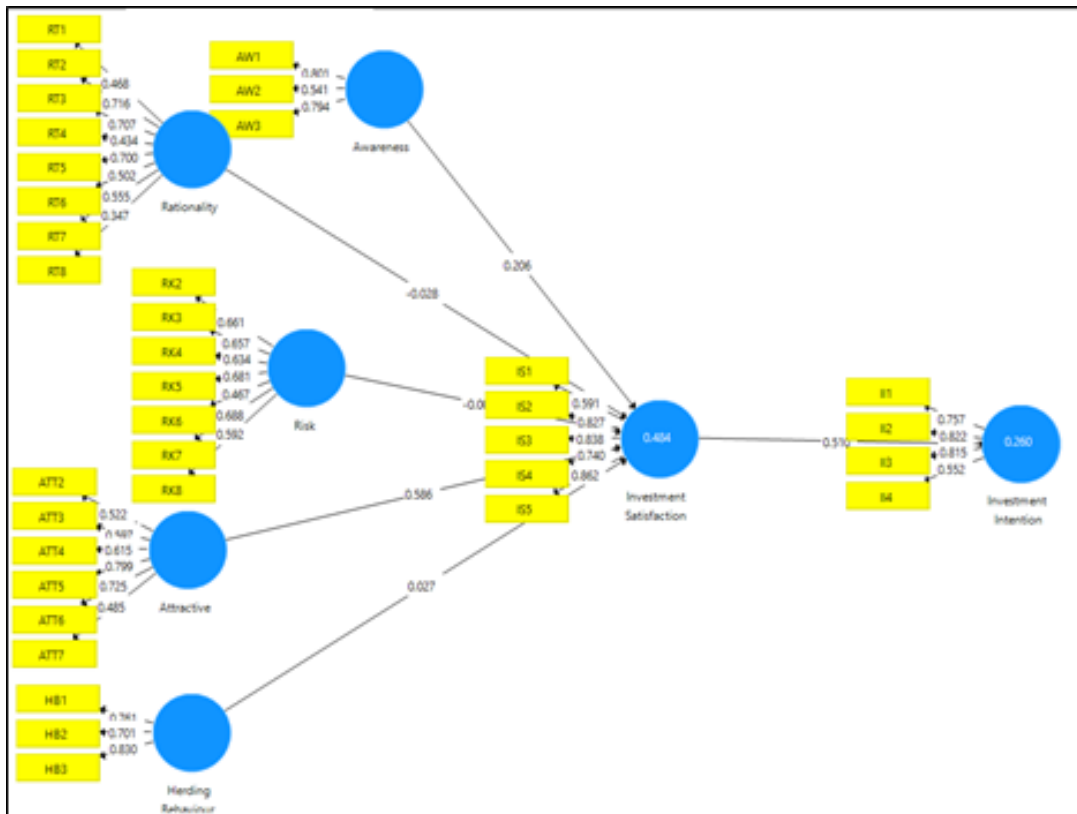 RT1
RT2
RT3
RT4
RT5
RT6
RT7
RT8
0.468
0.716
0.707
0.434
0.700
0.502
0.555
0.347
Rationality
AW1
AW2
AW3
0.801
0.541
0.794
Awareness
0.206
-0.028
RK2
RK3
RK4
RK5
RK6
RK7
RK8
0.661
0.657
0.634
0.681
0.467
0.688
0.592
Risk
ATT2
ATT3
ATT4
ATT5
ATT6
ATT7
0.522
0.615
0.799
0.725
0.485
Attractive
0.586
HB1
HB2
HB3
0.701
0.830
Herding
Behaviour
0.027
IS1
IS2
IS3
IS4
IS5
0.591
0.827
0.838
0.740
0.862
0.484
Investment
Satisfaction
0.510
II1
II2
II3
II4
0.757
0.822
0.815
0.552
0.260
Investment
Intention